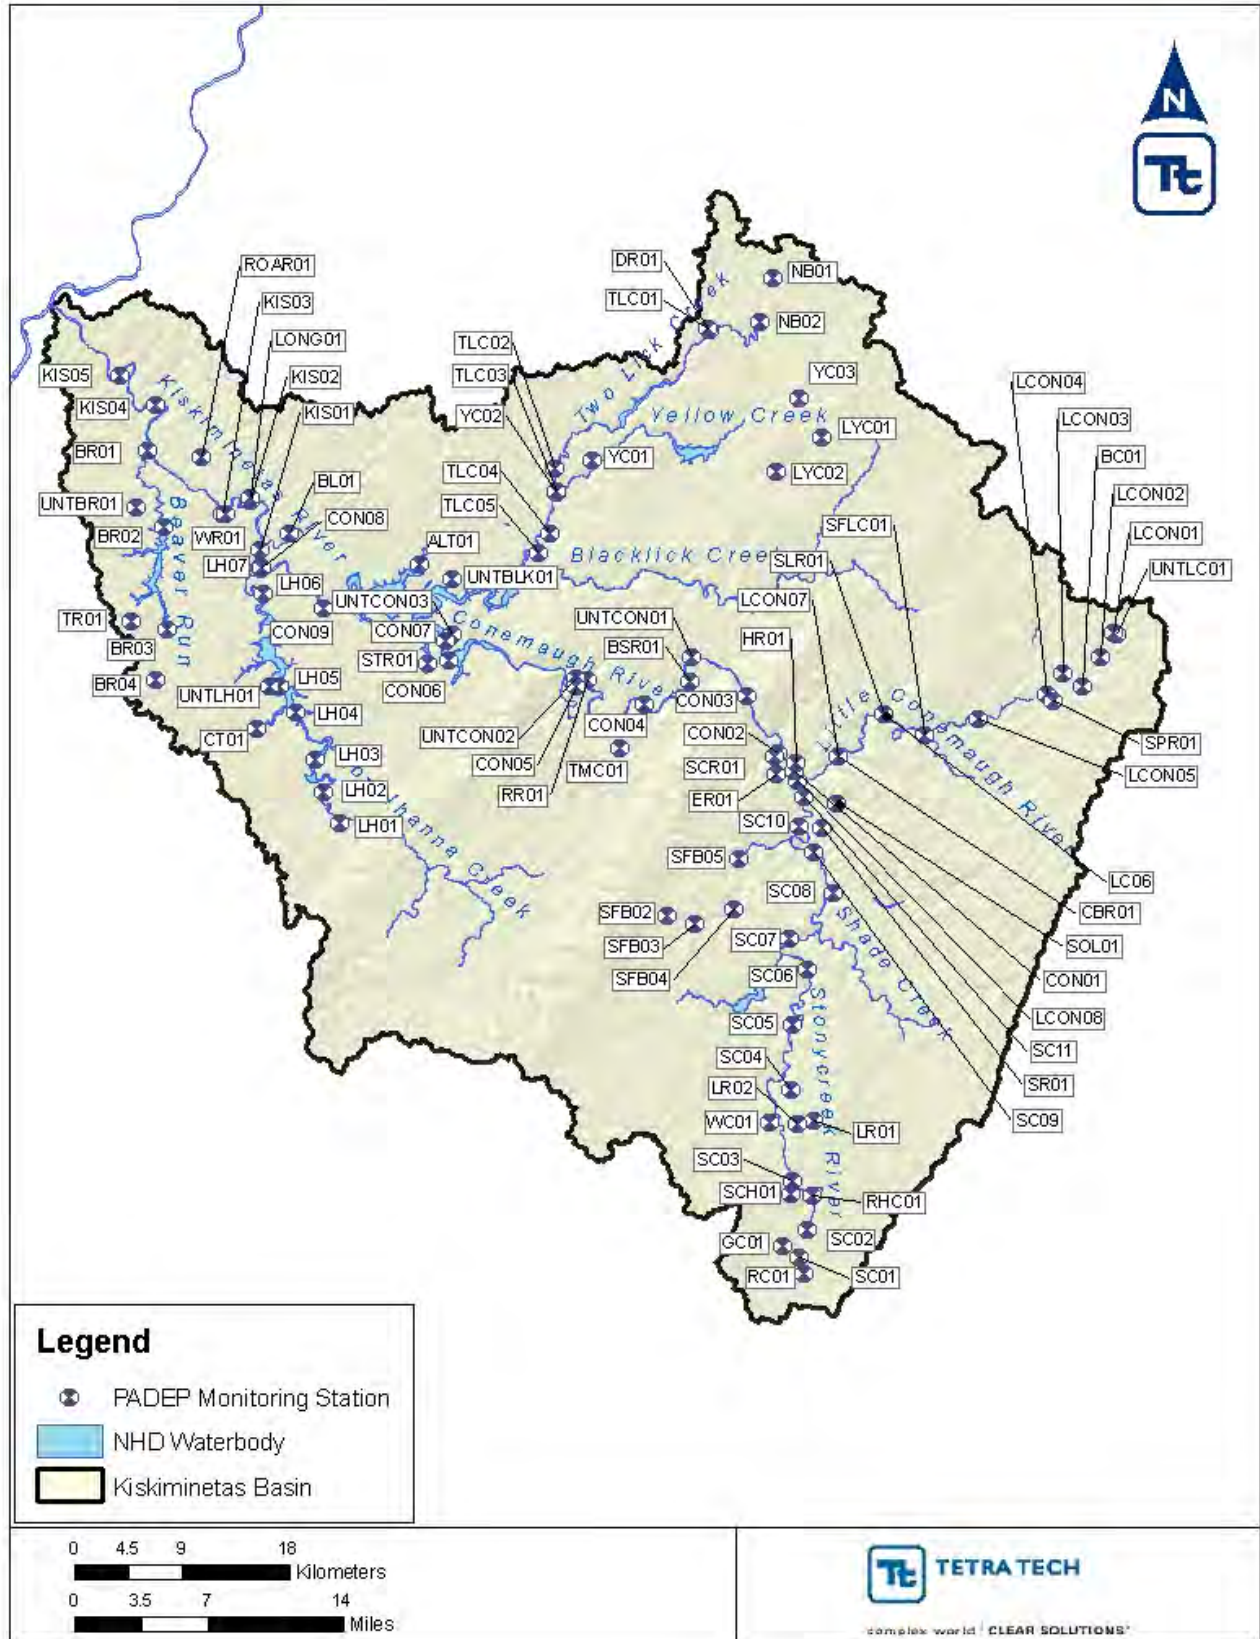 N
Tt
ROAR01
KIS03
LONG01
KIS02
KIS01
DR01
TLC01
NB01
NB02
TLC02
TLC03
YC02
KIS05
KIS04
BR01
YC03
LYC01
LYC02
YC01
LCON04
LCON03
BC01
LCON02
LCON01
UNTLC01
Two Lick Creek
Yellow Creek
Kiskiminetas River
BL01
CON08
TLC04
TLC05
UNTBR01
BR02
WR01
LH07
ALT01
Blacklick Creek
SFLC01
SLR01
LCON07
HR01
UNTBLK01
LH06
UNTCON03
CON07
CON09
STR01
CON06
UNTCON01
BSR01
TR01
BR03
BR04
Beaver Run
Conemaugh River
UNTLH01
LH05
LH04
CT01
LH03
LH02
LH01
UNTCON02
CON05
RR01
CON04
TMC01
CON03
CON02
SCR01
ER01
Little Conemaugh River
SPR01
LCON05
SC10
SFB05
SC08
SFB02
SFB03
SFB04
SC07
SC06
LC06
CBR01
SOL01
CON01
LCON08
SC11
SR01
SC09
Shade Creek
Stonycreek River
SC05
SC04
LR02
WC01
LR01
SC03
SCH01
RHC01
GC01
SC02
RC01
SC01
Legend
PADEP Monitoring Station
NHD Waterbody
Kiskiminetas Basin
0 4.5 9 18
Kilometers
0 3.5 7 14
Miles
Tt TETRA TECH
complex world CLEAR SOLUTIONS